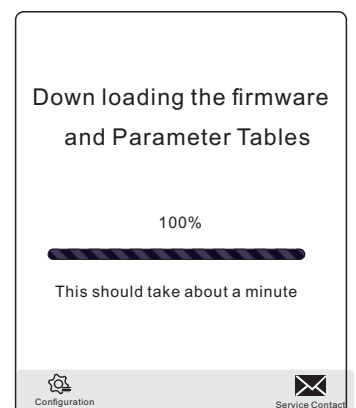 Down loading the firmware
and Parameter Tables
100%
This should take about a minute
Configuration
Service Contact